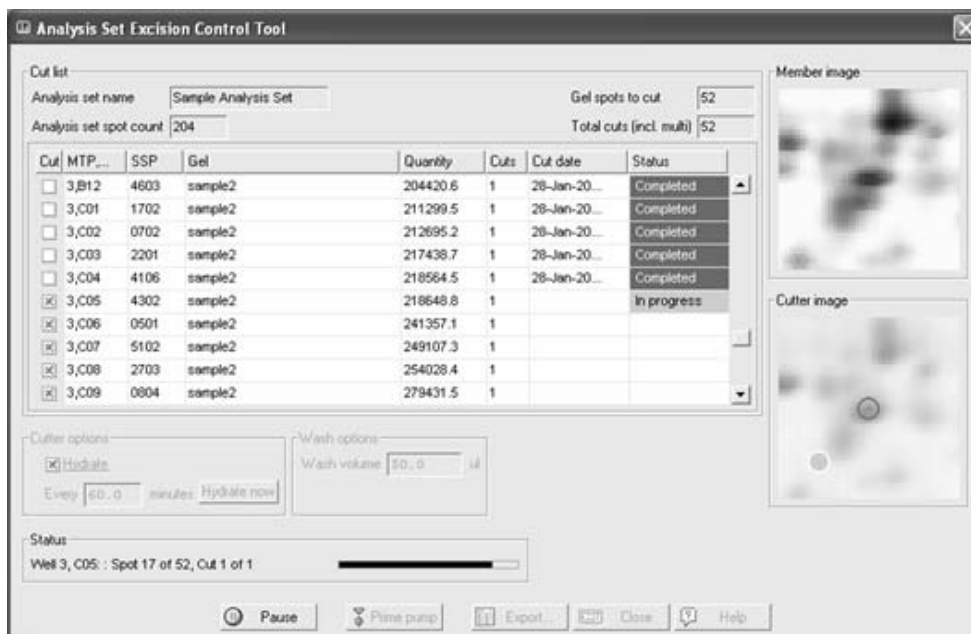 Analysis Set Excision Control Tool
Cut list
Analysis set name Sample Analysis Set Gel spots to cut 52
Analysis set spot count 204 Total cuts (incl. multi) 52
Cut MTP,... SSP Gel Quantity Cuts Cut date Status
3,B12 4603 sample2 204420.6 1 28-Jan-20... Completed
3,C01 1702 sample2 211299.5 1 28-Jan-20... Completed
3,C02 0702 sample2 212695.2 1 28-Jan-20... Completed
3,C03 2201 sample2 217438.7 1 28-Jan-20... Completed
3,C04 4106 sample2 218564.5 1 28-Jan-20... Completed
3,C05 4302 sample2 218648.8 1 In progress
3,C06 0501 sample2 241357.1 1
3,C07 5102 sample2 249107.3 1
3,C08 2703 sample2 254028.4 1
3,C09 0804 sample2 279431.5 1
Member image
Cutter image
Cutter options
Hydrate
Every 60.0 minutes Hydrate now
Wash options
Wash volume 50.0 ul
Status
Well 3, C05: : Spot 17 of 52, Cut 1 of 1
Pause Prime pump Export... Close Help